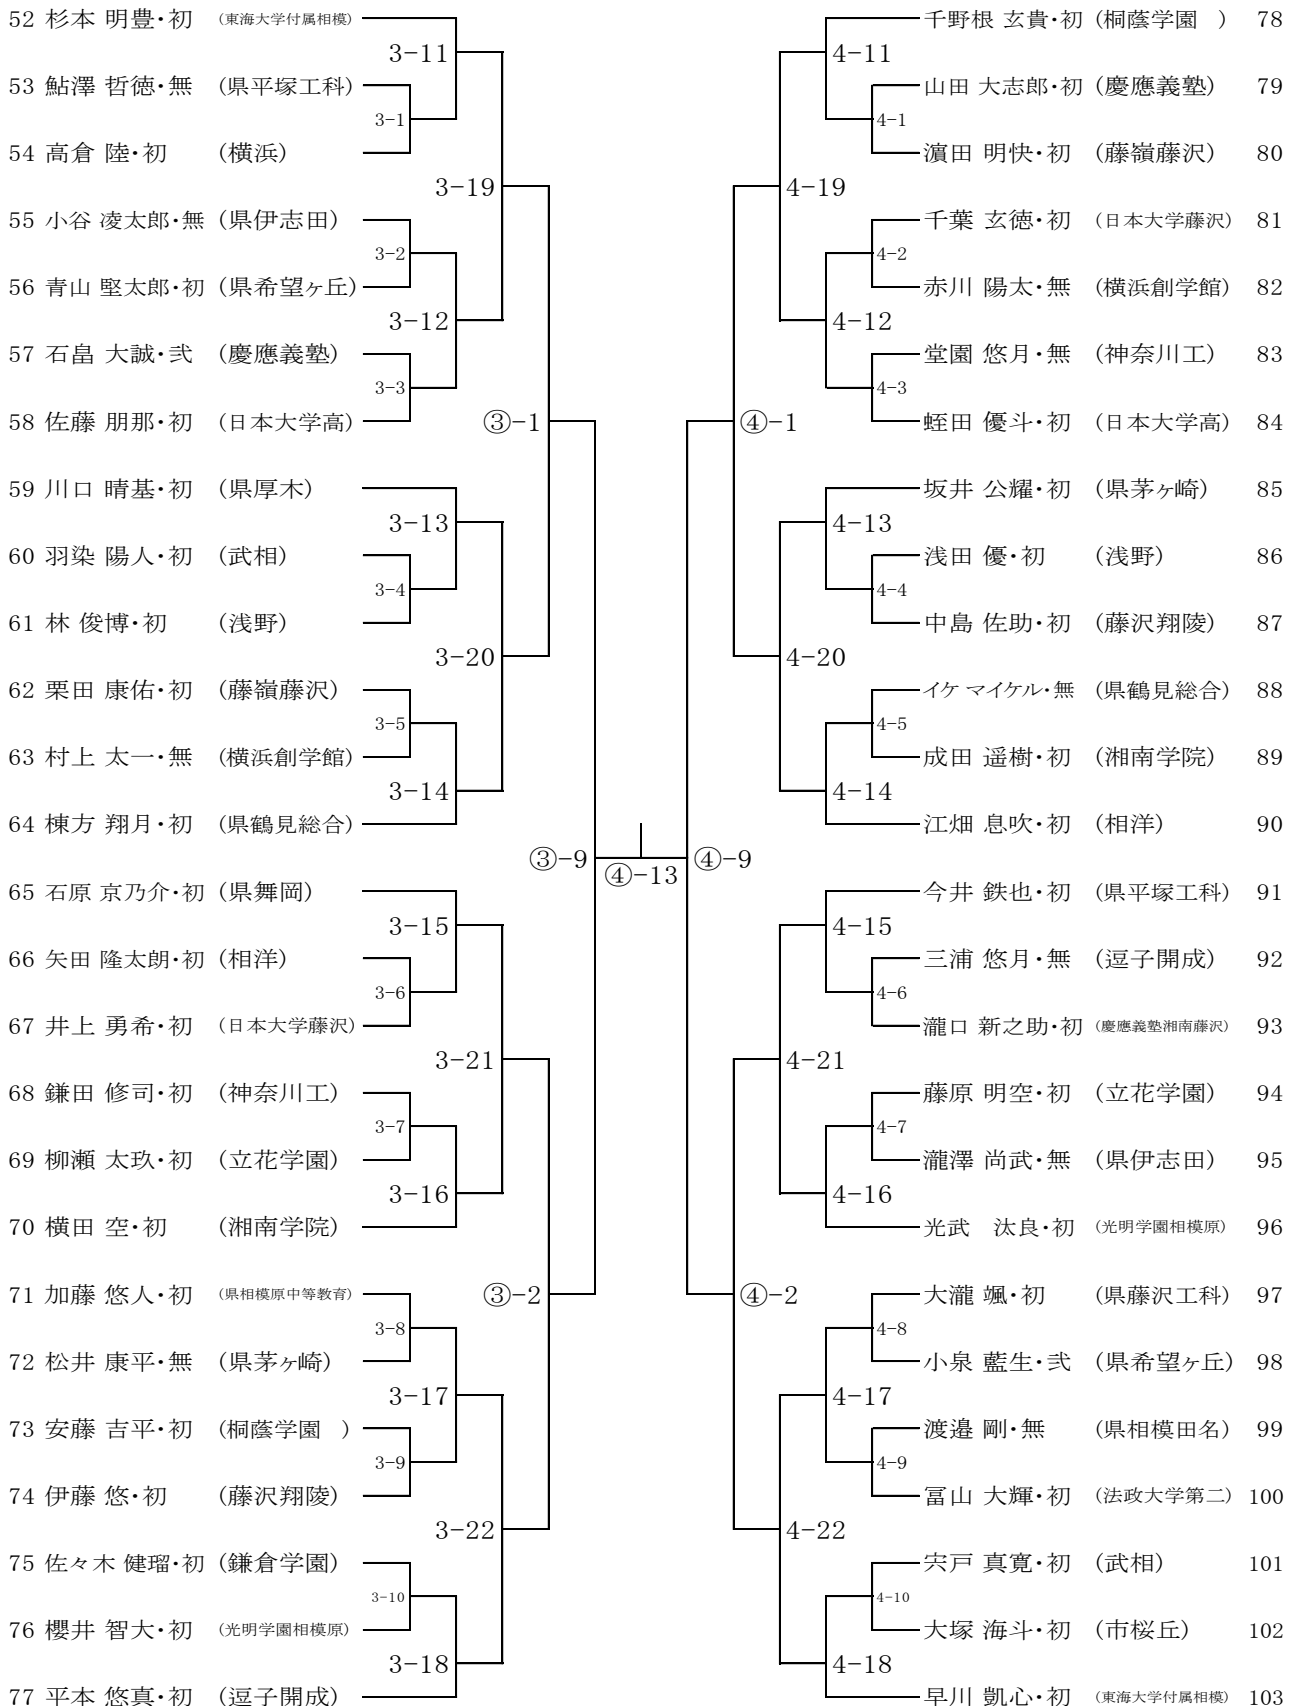 52 杉本 明豊・初 (東海大学付属相模)
3-11
53 鮎澤 哲徳・無 (県平塚工科)
3-1
54 高倉 陸・初 (横浜)
3-19
55 小谷 凌太郎・無 (県伊志田)
3-2
56 青山 堅太郎・初 (県希望ヶ丘)
3-12
57 石畠 大誠・弐 (慶應義塾)
3-3
58 佐藤 朋那・初 (日本大学高)
③-1
59 川口 晴基・初 (県厚木)
3-13
60 羽染 陽人・初 (武相)
3-4
61 林 俊博・初 (浅野)
3-20
62 栗田 康佑・初 (藤嶺藤沢)
3-5
63 村上 太一・無 (横浜創学館)
3-14
64 棟方 翔月・初 (県鶴見総合)
③-9
65 石原 京乃介・初 (県舞岡)
3-15
66 矢田 隆太朗・初 (相洋)
3-6
67 井上 勇希・初 (日本大学藤沢)
3-21
68 鎌田 修司・初 (神奈川工)
3-7
69 柳瀬 太玖・初 (立花学園)
3-16
70 横田 空・初 (湘南学院)
71 加藤 悠人・初 (県相模原中等教育)
③-2
3-8
72 松井 康平・無 (県茅ヶ崎)
3-17
73 安藤 吉平・初 (桐蔭学園 )
3-9
74 伊藤 悠・初 (藤沢翔陵)
3-22
75 佐々木 健瑠・初 (鎌倉学園)
3-10
76 櫻井 智大・初 (光明学園相模原)
3-18
77 平本 悠真・初 (逗子開成)
④-13
千野根 玄貴・初 (桐蔭学園 ) 78
4-11
山田 大志郎・初 (慶應義塾) 79
4-1
濵田 明快・初 (藤嶺藤沢) 80
4-19
千葉 玄徳・初 (日本大学藤沢) 81
4-2
赤川 陽太・無 (横浜創学館) 82
4-12
堂園 悠月・無 (神奈川工) 83
4-3
蛭田 優斗・初 (日本大学高) 84
④-1
坂井 公耀・初 (県茅ヶ崎) 85
4-13
浅田 優・初 (浅野) 86
4-4
中島 佐助・初 (藤沢翔陵) 87
4-20
イケ マイケル・無 (県鶴見総合) 88
4-5
成田 遥樹・初 (湘南学院) 89
4-14
江畑 息吹・初 (相洋) 90
④-9
今井 鉄也・初 (県平塚工科) 91
4-15
三浦 悠月・無 (逗子開成) 92
4-6
瀧口 新之助・初 (慶應義塾湘南藤沢) 93
4-21
藤原 明空・初 (立花学園) 94
4-7
瀧澤 尚武・無 (県伊志田) 95
4-16
光武 汰良・初 (光明学園相模原) 96
大瀧 颯・初 (県藤沢工科) 97
④-2
4-8
小泉 藍生・弐 (県希望ヶ丘) 98
4-17
渡邉 剛・無 (県相模田名) 99
4-9
冨山 大輝・初 (法政大学第二) 100
4-22
宍戸 真寛・初 (武相) 101
4-10
大塚 海斗・初 (市桜丘) 102
4-18
早川 凱心・初 (東海大学付属相模) 103